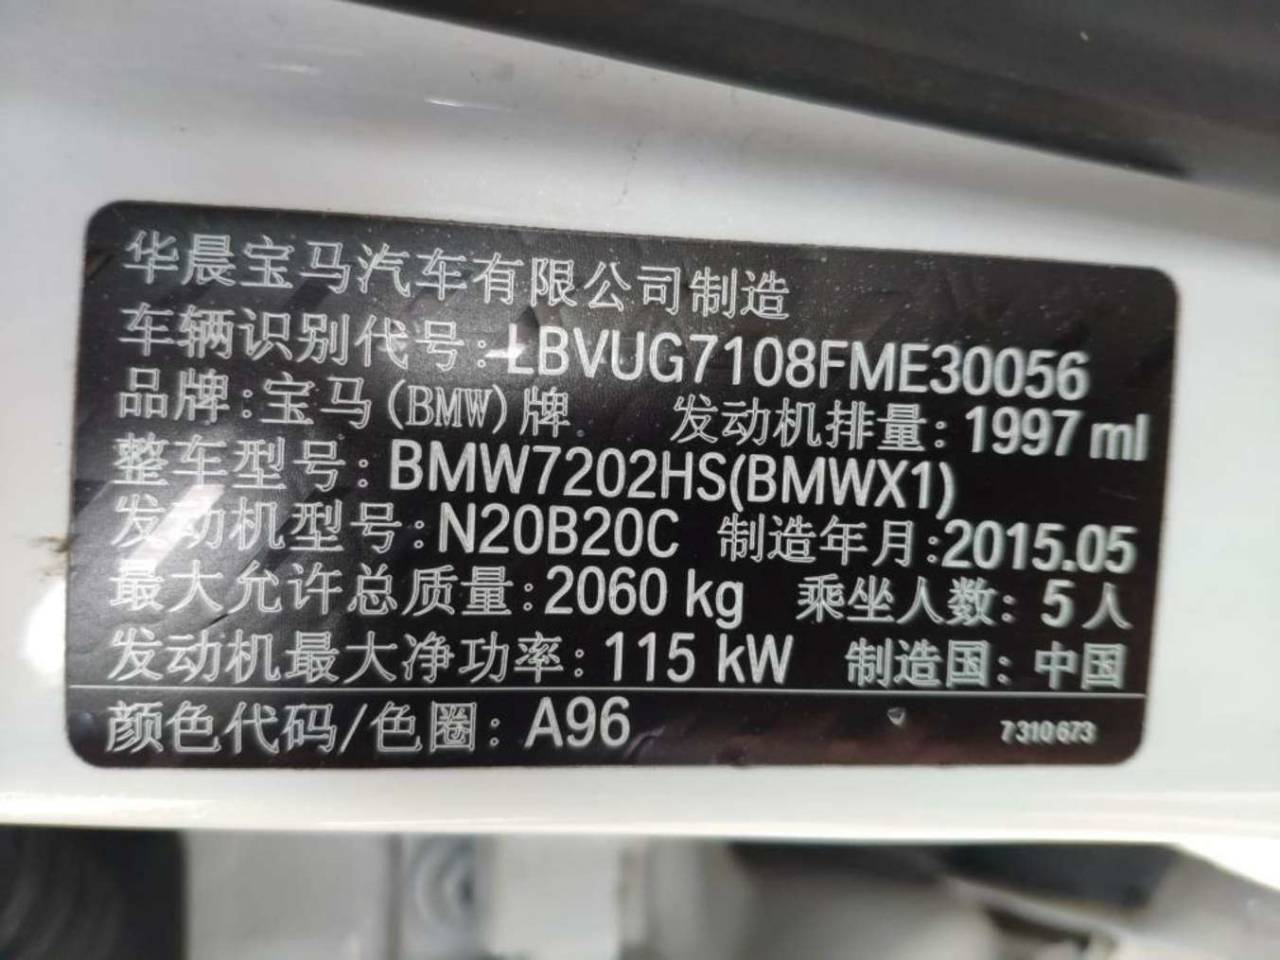 华晨宝马汽车有限公司制造
车辆识别代号:LBVUG7108FME30056
品牌:宝马(BMW)牌 发动机排量:1997 ml
整车型号:BMW7202HS(BMWX1)
发动机型号:N20B20C 制造年月:2015.05
最大允许总质量:2060 kg 乘坐人数:5人
发动机最大净功率:115 kW 制造国:中国
颜色代码/色圈:A96 7310673